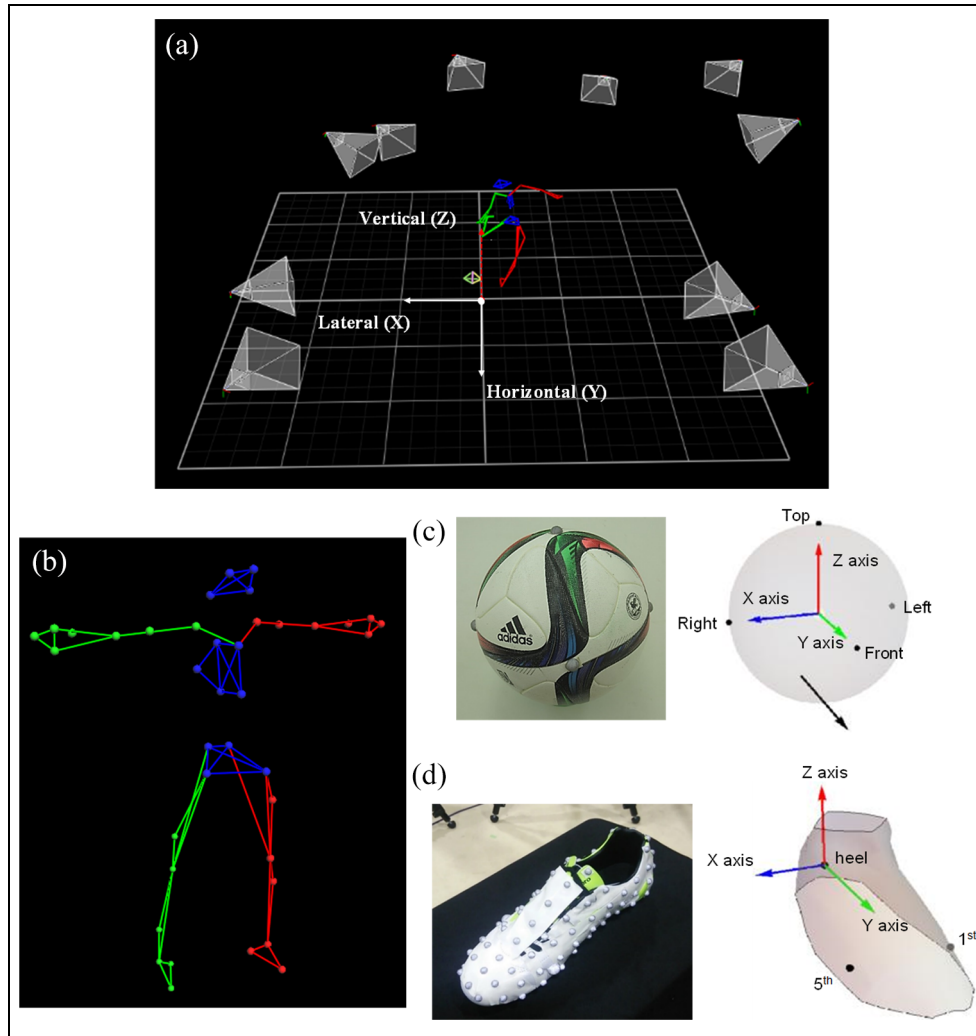 (a)
Vertical (Z)
Lateral (X)
Horizontal (Y)
(b)
(c)
adidas
Top
Z axis
X axis
Left
Right
Y axis
Front
(d)
Z axis
X axis
heel
Y axis
1st
5th